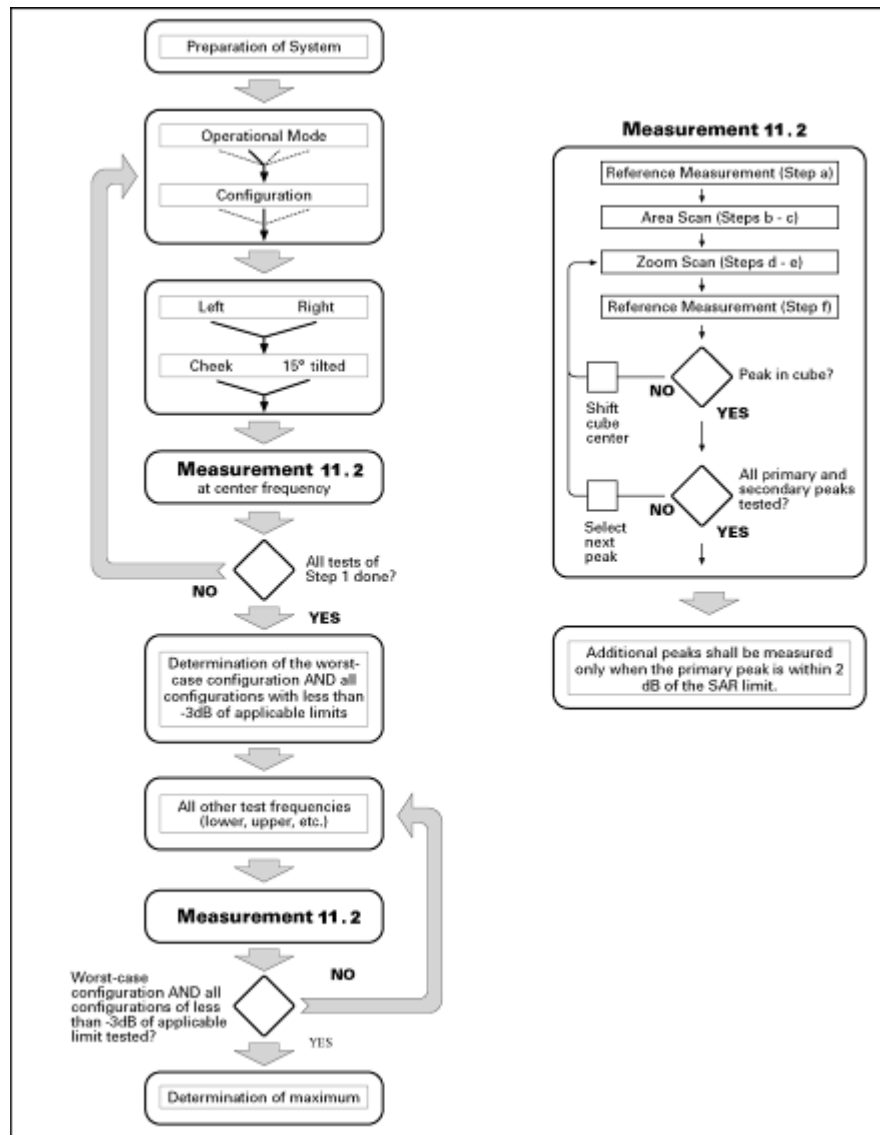 Preparation of System
Operational Mode
Configuration
Left Right
Cheek 15° tilted
Measurement 11.2
at center frequency
All tests of
Step 1 done?
NO
YES
Determination of the worst-
case configuration AND all
configurations with less than
-3dB of applicable limits
All other test frequencies
(lower, upper, etc.)
Measurement 11.2
NO
Worst-case
configuration AND all
configurations of less
than -3dB of applicable
limit tested?
YES
Determination of maximum
Measurement 11.2
Reference Measurement (Step a)
Area Scan (Steps b - c)
Zoom Scan (Steps d - e)
Reference Measurement (Step f)
Peak in cube?
NO
YES
Shift
cube
center
All primary and
secondary peaks
tested?
NO
YES
Select
next
peak
Additional peaks shall be measured
only when the primary peak is within 2
dB of the SAR limit.